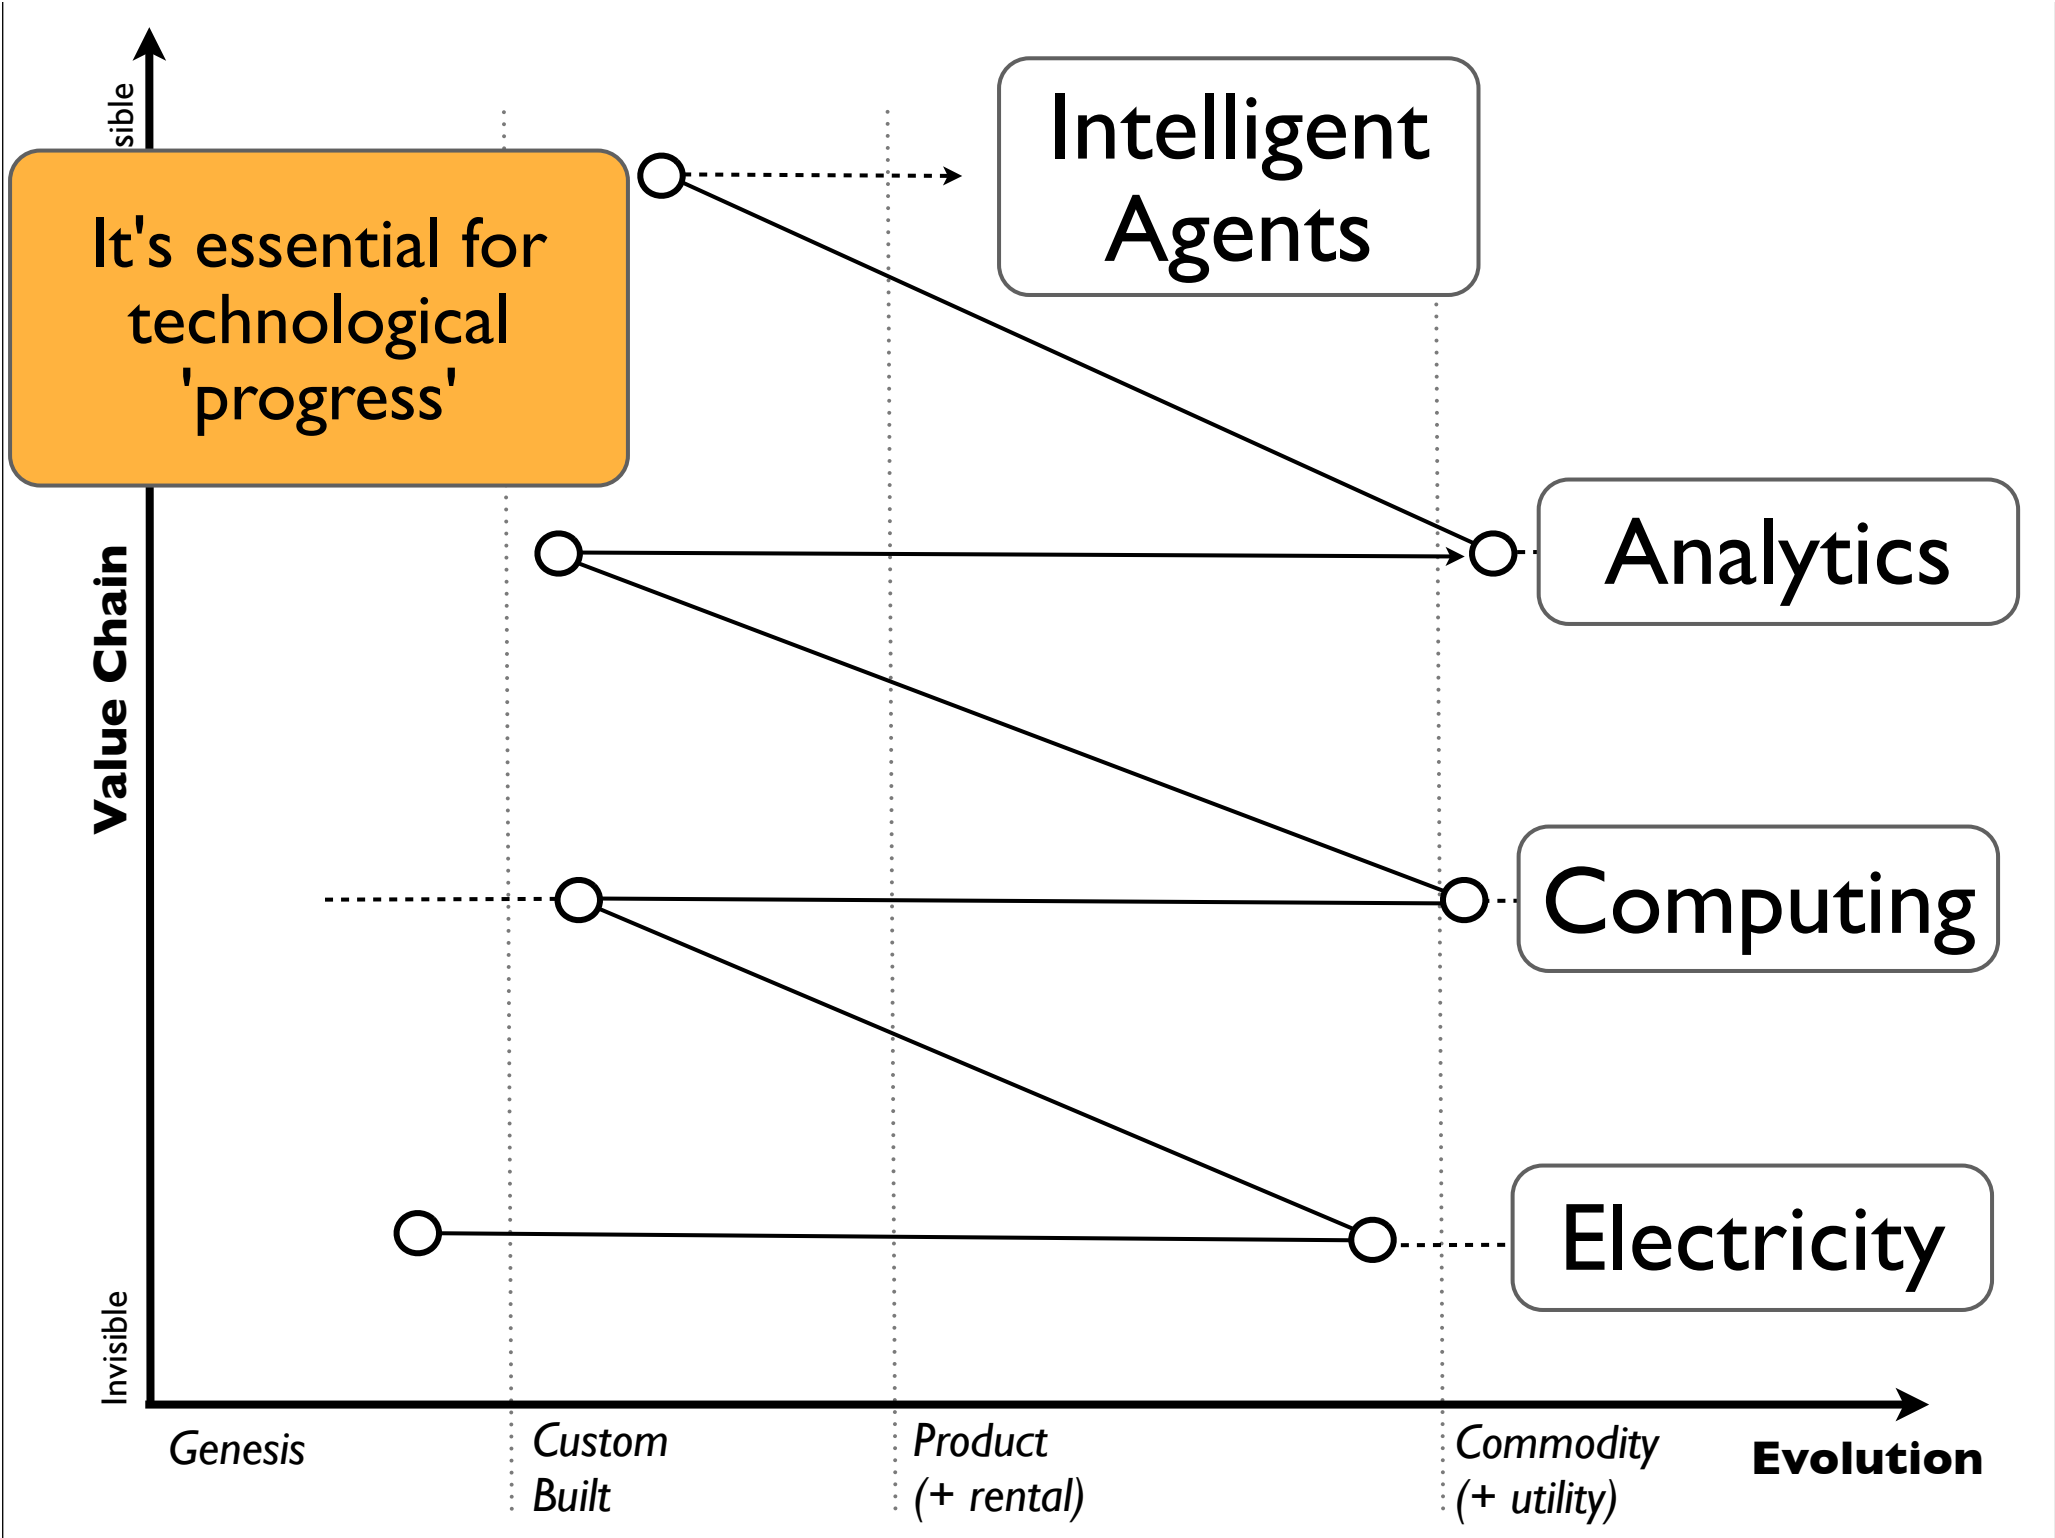 sible
It's essential for
technological
'progress'
Intelligent
Agents
Analytics
Value Chain
Computing
Electricity
Invisible
Genesis
Custom
Built
Product
(+ rental)
Commodity
(+ utility)
Evolution